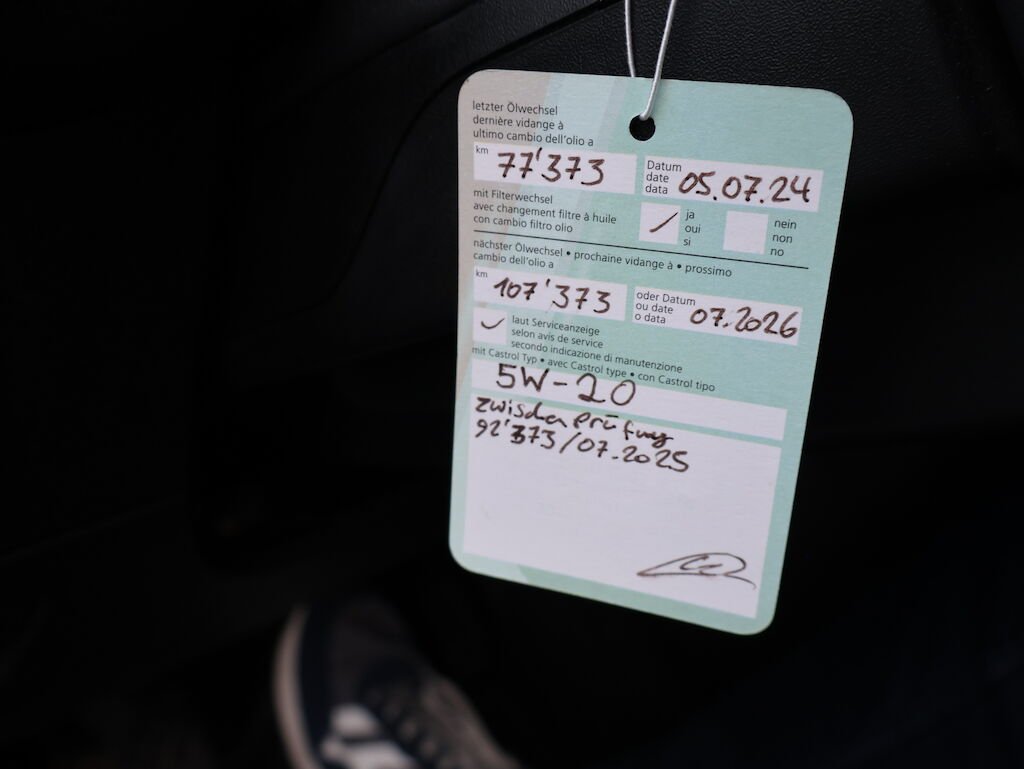 letzter Ölwechsel
dernière vidange à
ultimo cambio dell'olio a
km 77'373
Datum
date
data
05.07.24
mit Filterwechsel
avec changement filtre à huile
con cambio filtro olio
ja
oui
si
nein
non
no
nächster Ölwechsel • prochaine vidange à • prossimo
cambio dell'olio a
km 107'373
oder Datum
ou date
o data
07.2026
laut Serviceanzeige
selon avis de service
secondo indicazione di manutenzione
mit Castrol Typ • avec Castrol type • con Castrol tipo
5W-20
zwischen prüfung
92'373/07.2025